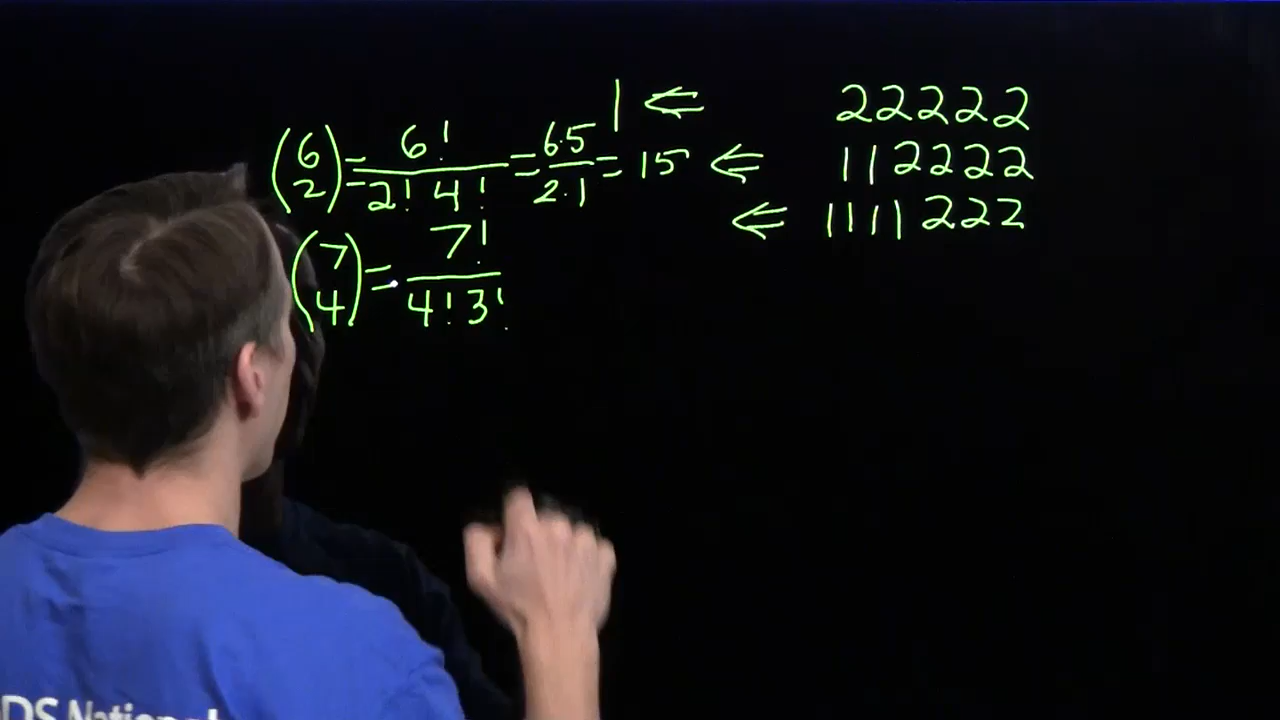 1 ⇐ 22222
(6 2) = 6!/(2! 4!) = 6·5/(2·1) = 15 ⇐ 112222
(7 4) = 7!/(4! 3!) ⇐ 1111222
DS National